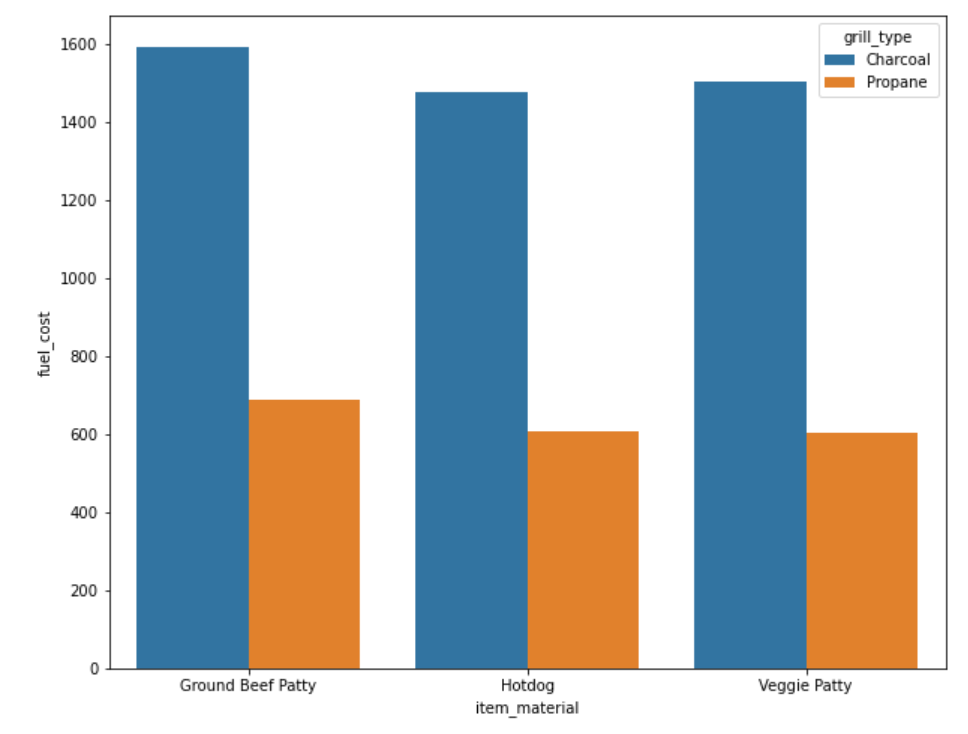 grill_type
Charcoal
Propane
fuel_cost
1600
1400
1200
1000
800
600
400
200
0
Ground Beef Patty
Hotdog
Veggie Patty
item_material